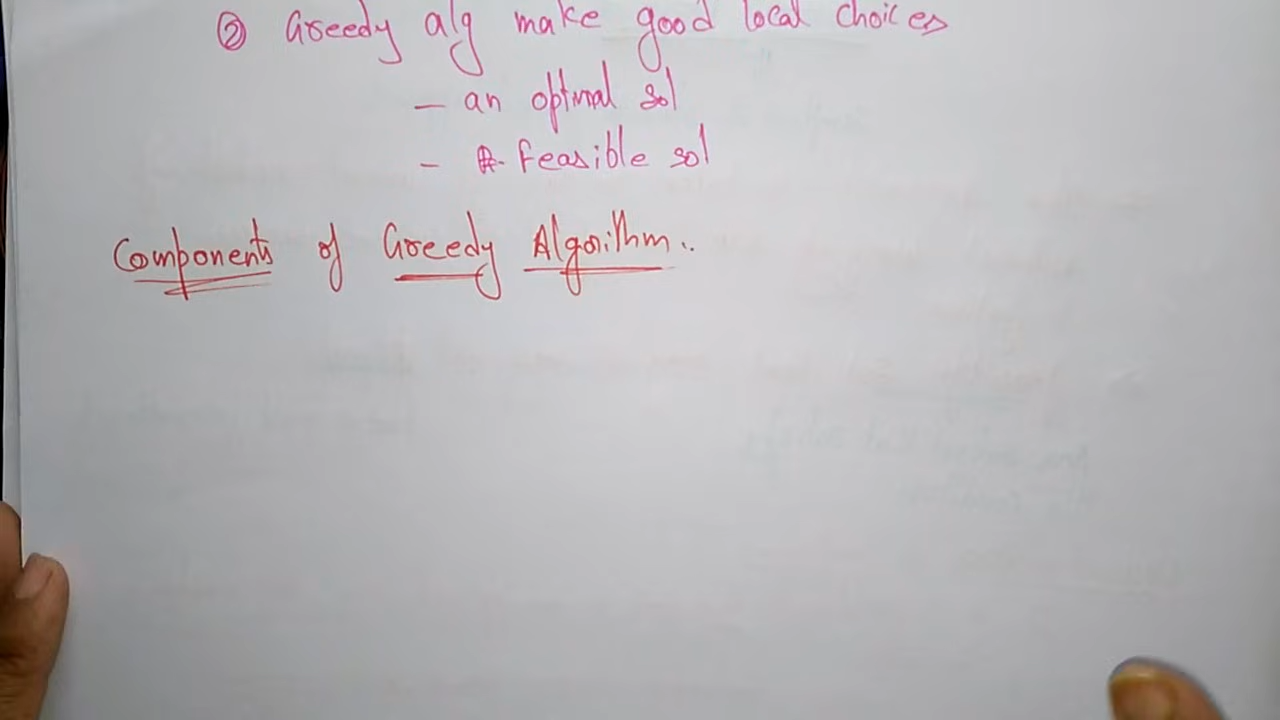 ② Greedy alg make good local choices
- an optimal sol
- feasible sol
Components of Greedy Algorithm..